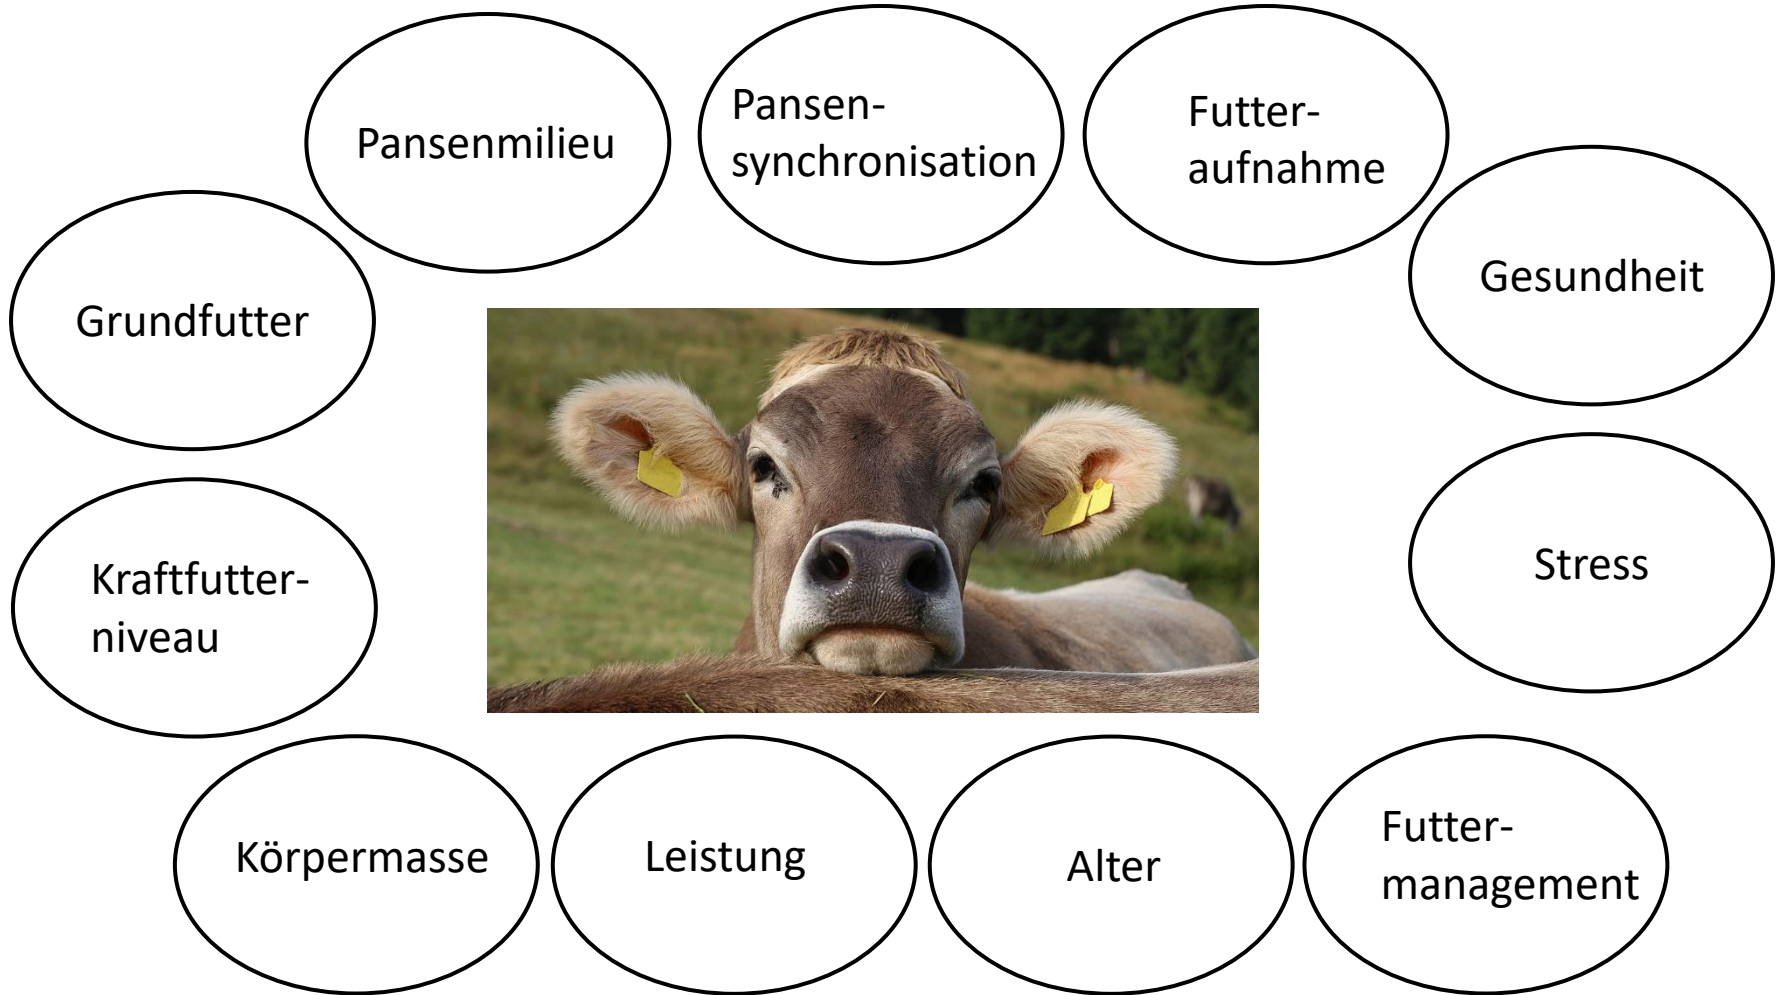 Pansenmilieu
Pansen-
synchronisation
Futter-
aufnahme
Grundfutter
Gesundheit
Kraftfutter-
niveau
Stress
Körpermasse
Leistung
Alter
Futter-
management